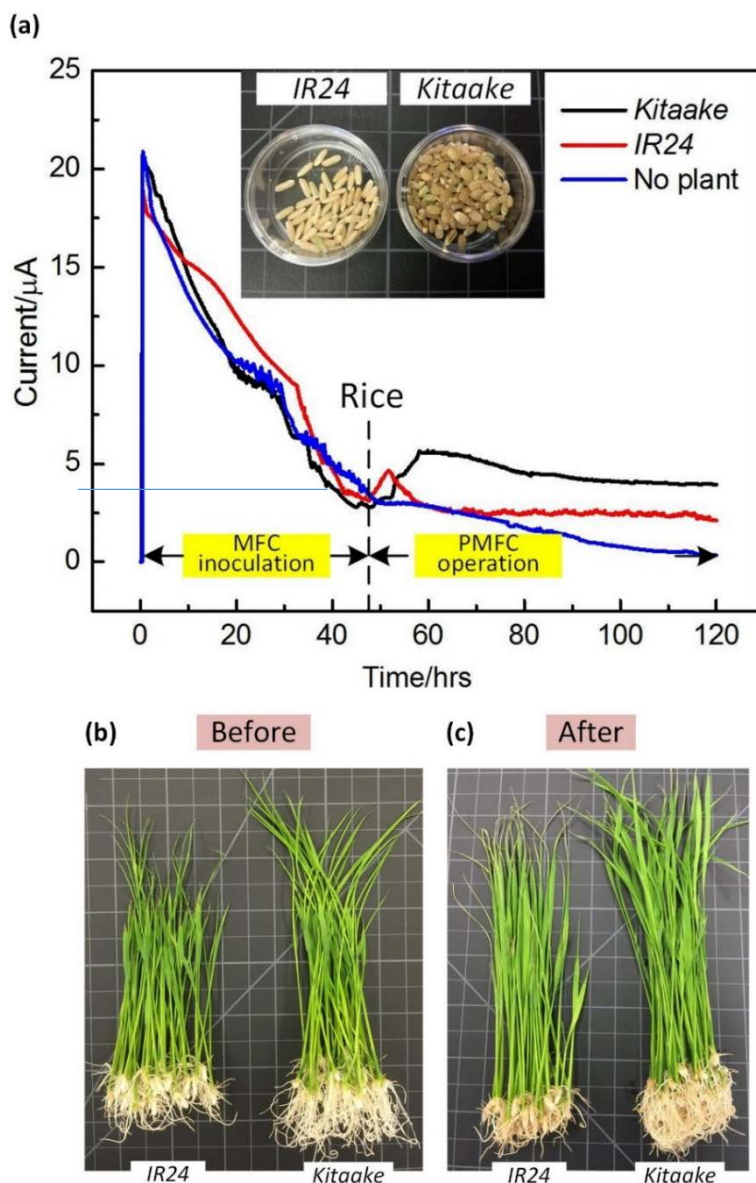 (a)
25
20
15
10
5
0
Current/µA
IR24
Kitaake
Kitaake
IR24
No plant
Rice
MFC
inoculation
PMFC
operation
0
20
40
60
80
100
120
Time/hrs
(b)
Before
(c)
After
IR24
Kitaake
IR24
Kitaake